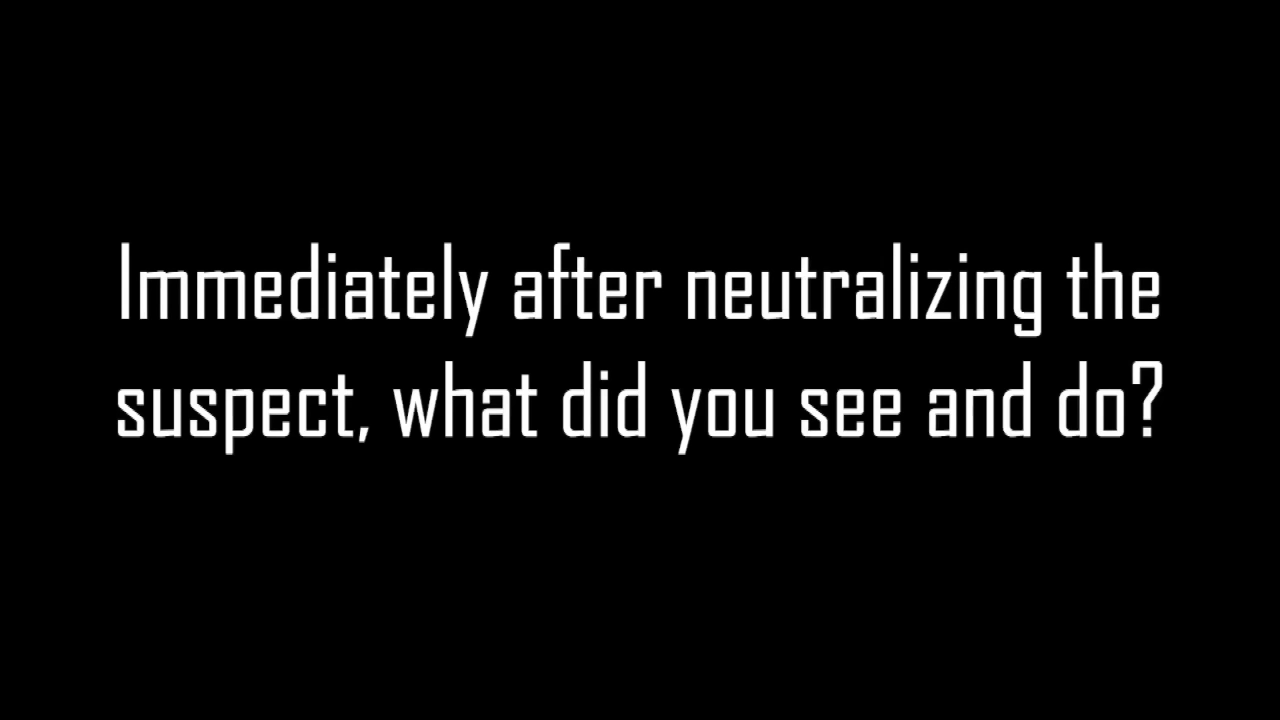 Immediately after neutralizing the
suspect, what did you see and do?